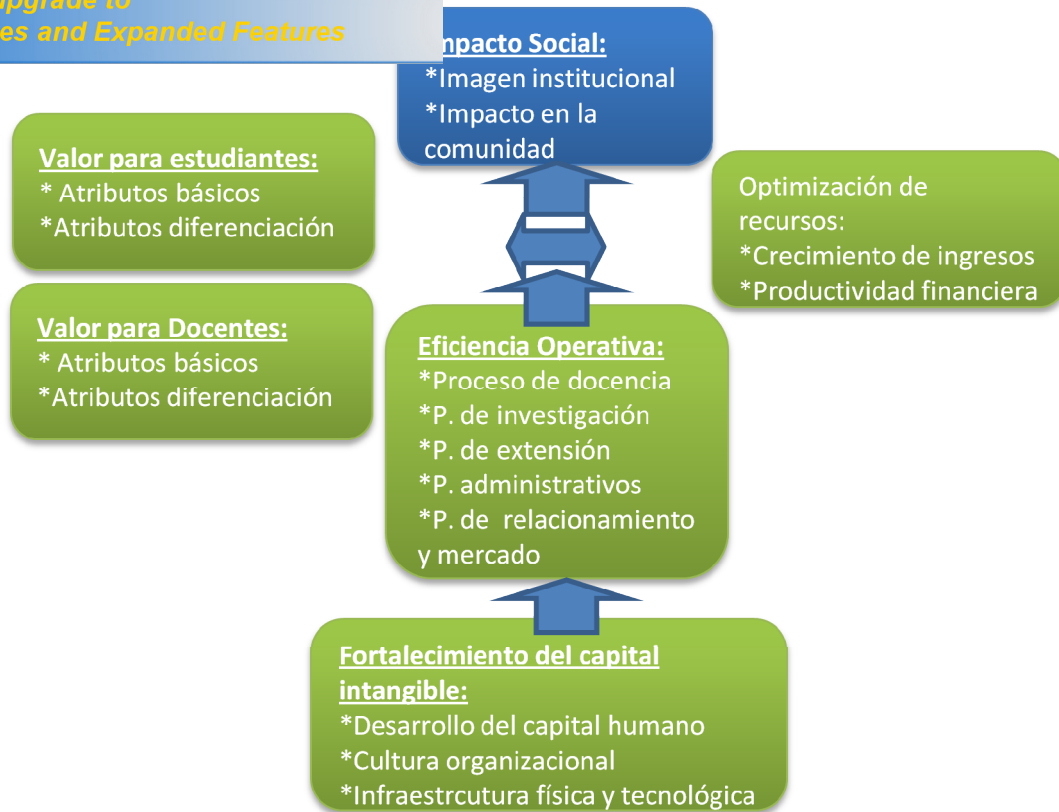 upgrade to
es and Expanded Features
mpacto Social:
*Imagen institucional
*Impacto en la
comunidad
Valor para estudiantes:
* Atributos básicos
*Atributos diferenciación
Optimización de
recursos:
*Crecimiento de ingresos
*Productividad financiera
Valor para Docentes:
* Atributos básicos
*Atributos diferenciación
Eficiencia Operativa:
*Proceso de docencia
*P. de investigación
*P. de extensión
*P. administrativos
*P. de relacionamiento
y mercado
Fortalecimiento del capital
intangible:
*Desarrollo del capital humano
*Cultura organizacional
*Infraestrcutura física y tecnológica